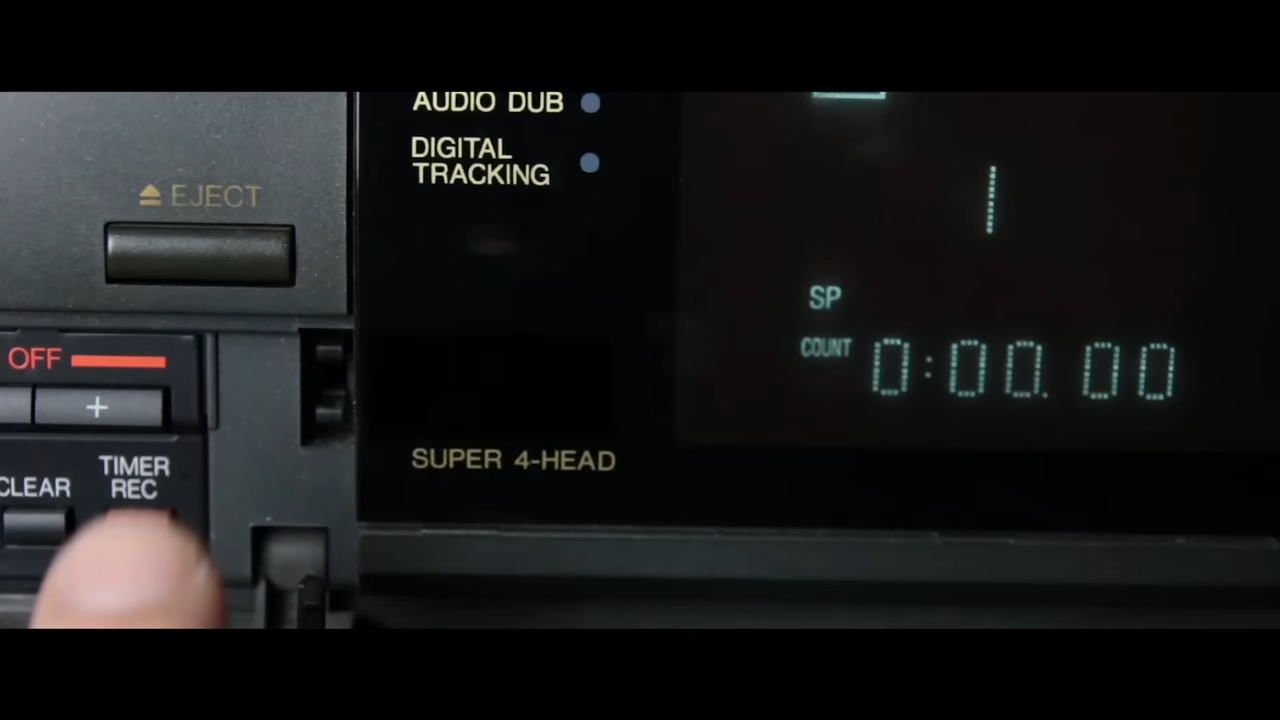 AUDIO DUB
DIGITAL
TRACKING
⏏ EJECT
SP
COUNT 0:00.00
OFF
+
TIMER
REC
CLEAR
SUPER 4-HEAD